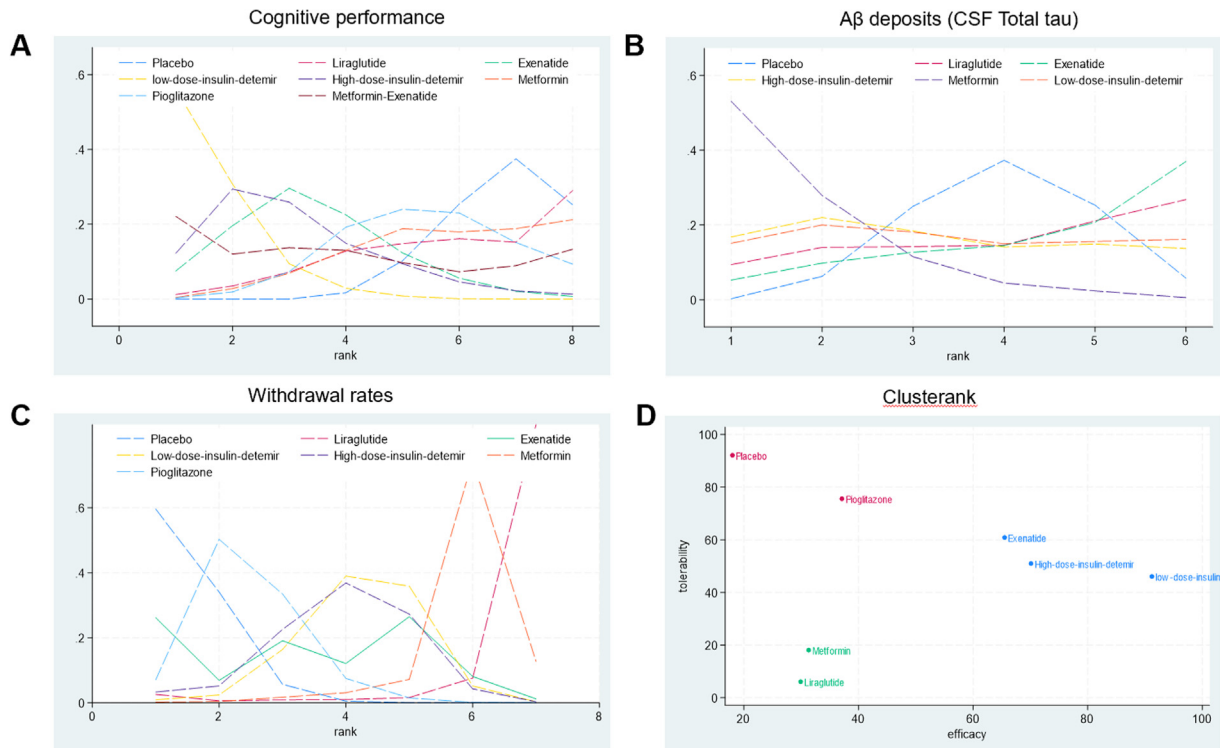 Cognitive performance
A
Placebo Liraglutide Exenatide
low-dose-insulin-detemir High-dose-insulin-detemir Metformin
Pioglitazone Metformin-Exenatide
.6
.4
.2
0
0 2 4 6 8
rank
Aβ deposits (CSF Total tau)
B
Placebo Liraglutide Exenatide
High-dose-insulin-detemir Metformin Low-dose-insulin-detemir
.6
.4
.2
0
1 2 3 4 5 6
rank
Withdrawal rates
C
Placebo Liraglutide Exenatide
Low-dose-insulin-detemir High-dose-insulin-detemir Metformin
Pioglitazone
.6
.4
.2
0
0 2 4 6 8
rank
Clusterank
D
100
80
60
40
20
0
tolerability
Placebo
Pioglitazone
Exenatide
High-dose-insulin-detemir
low-dose-insulin
Metformin
Liraglutide
20 40 60 80 100
efficacy